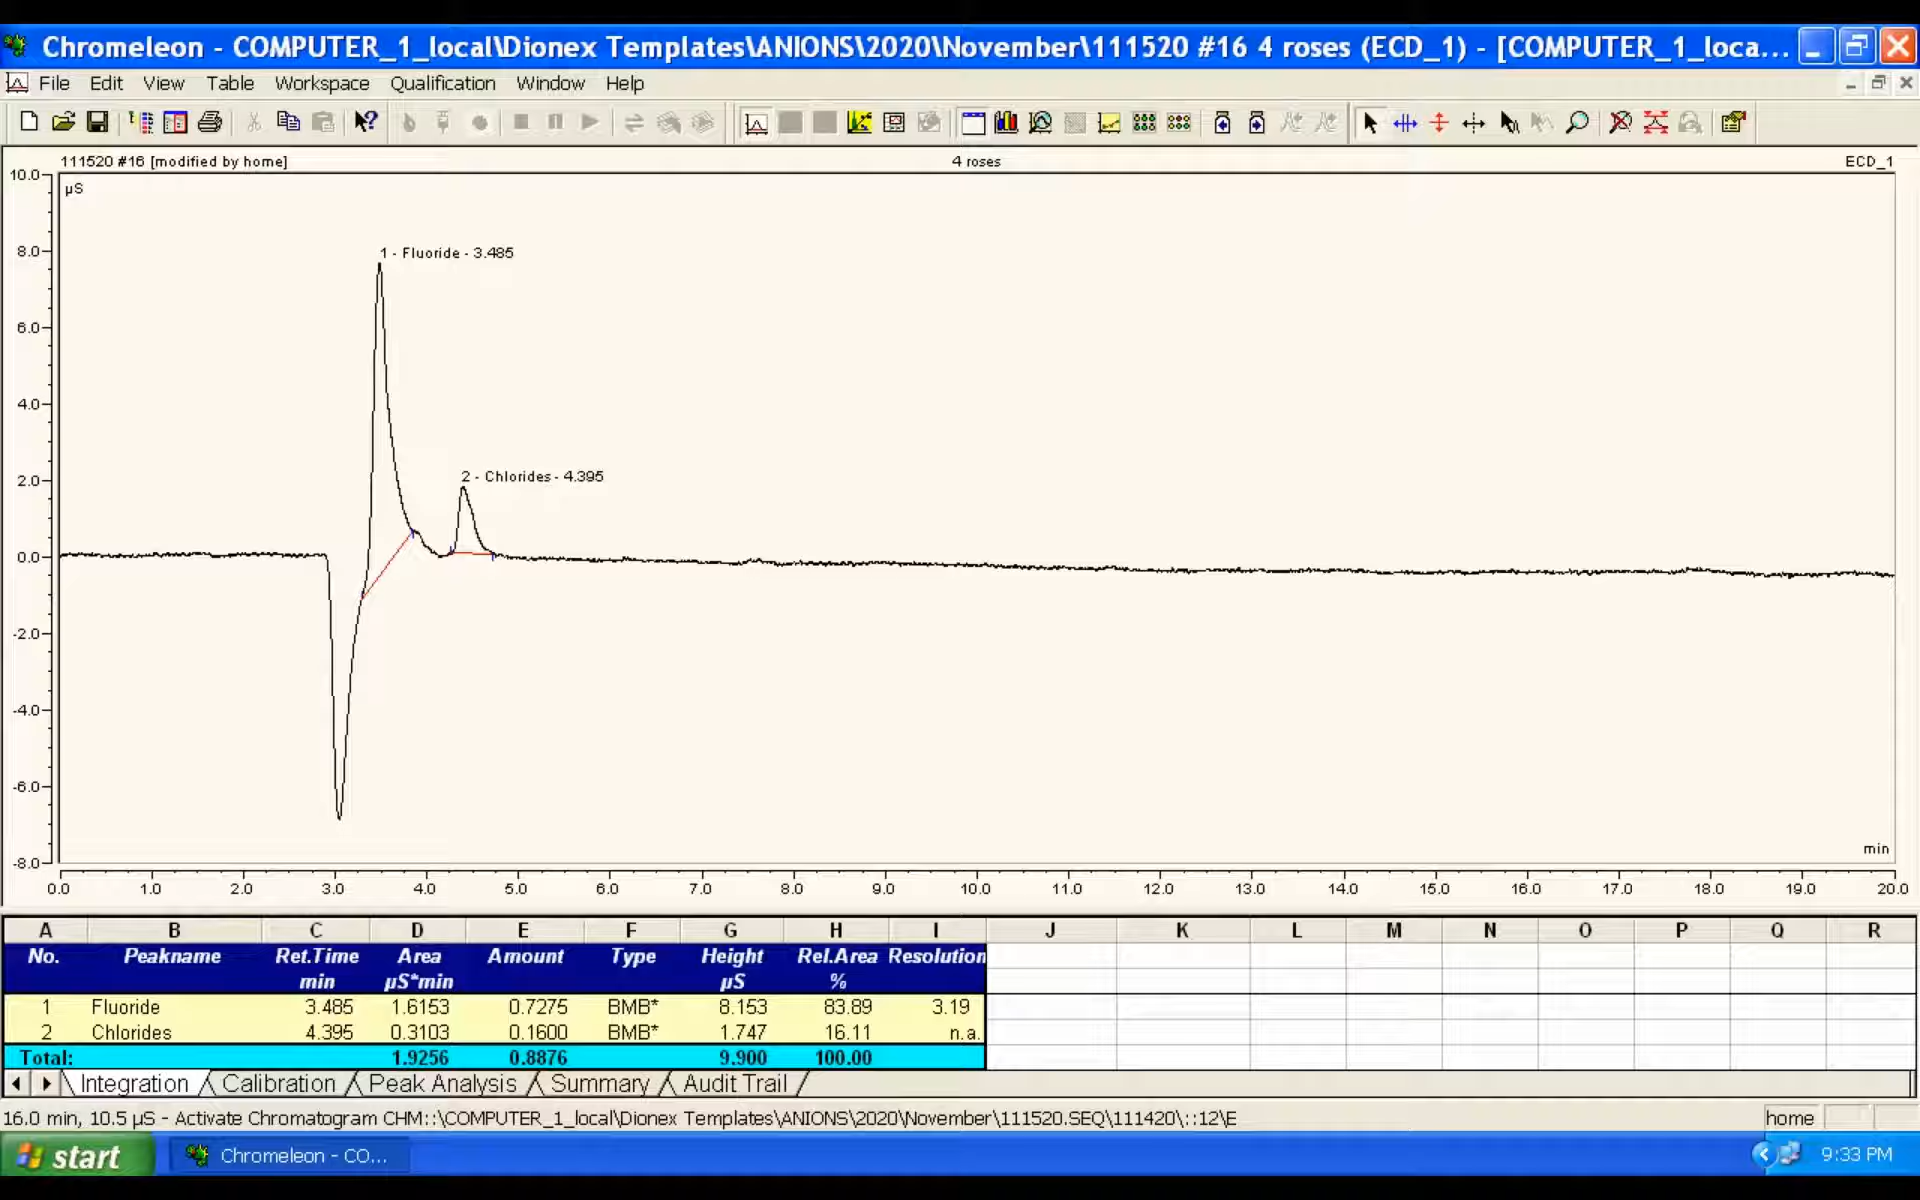 Chromeleon - COMPUTER_1_local\Dionex Templates\ANIONS\2020\November\111520 #16 4 roses (ECD_1) - [COMPUTER_1_loca...
File Edit View Table Workspace Qualification Window Help
111520 #16 [modified by home] 4 roses ECD_1
10.0
µS
8.0
6.0
4.0
2.0
0.0
-2.0
-4.0
-6.0
-8.0
1 - Fluoride - 3.485
2 - Chlorides - 4.395
min
0.0 1.0 2.0 3.0 4.0 5.0 6.0 7.0 8.0 9.0 10.0 11.0 12.0 13.0 14.0 15.0 16.0 17.0 18.0 19.0 20.0
A B C D E F G H I J K L M N O P Q R
No. Peakname Ret.Time Area Amount Type Height Rel.Area Resolution
min µS*min µS %
1 Fluoride 3.485 1.6153 0.7275 BMB* 8.153 83.89 3.19
2 Chlorides 4.395 0.3103 0.1600 BMB* 1.747 16.11 n.a.
Total: 1.9256 0.8876 9.900 100.00
Integration Calibration Peak Analysis Summary Audit Trail
16.0 min, 10.5 µS - Activate Chromatogram CHM::\COMPUTER_1_local\Dionex Templates\ANIONS\2020\November\111520.SEQ\111420\::12\E home
start Chromeleon - CO... 9:33 PM